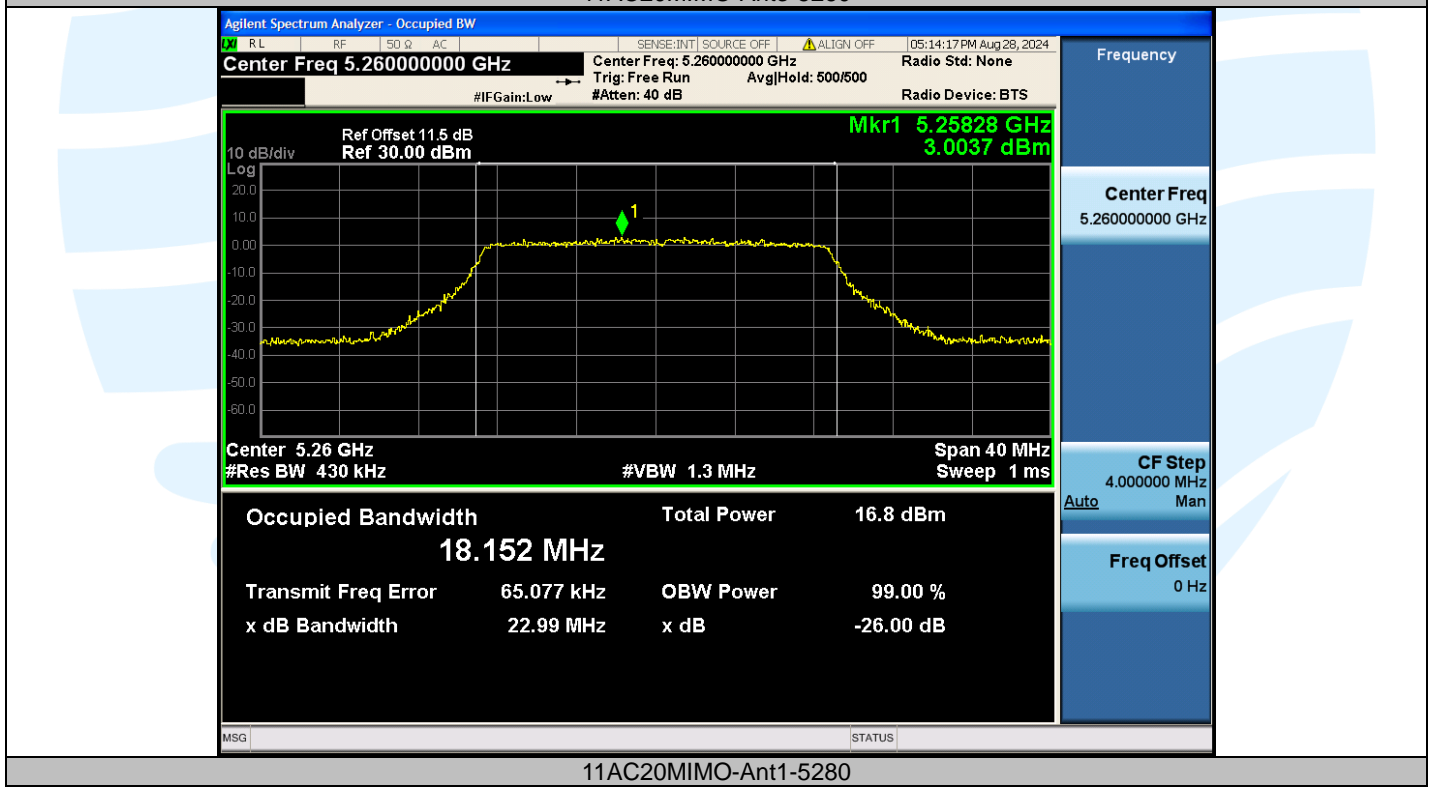 Agilent Spectrum Analyzer - Occupied BW
LXI RL RF 50 Ω AC SENSE:INT SOURCE OFF ALIGN OFF 05:14:17 PM Aug 28, 2024
Center Freq 5.260000000 GHz
Center Freq: 5.260000000 GHz Radio Std: None
Trig: Free Run Avg|Hold: 500/500
#IFGain:Low #Atten: 40 dB Radio Device: BTS
Mkr1 5.25828 GHz
3.0037 dBm
Ref Offset 11.5 dB
10 dB/div Ref 30.00 dBm
Log
20.0
10.0
0.00
-10.0
-20.0
-30.0
-40.0
-50.0
-60.0
1
Center 5.26 GHz Span 40 MHz
#Res BW 430 kHz #VBW 1.3 MHz Sweep 1 ms
Occupied Bandwidth Total Power 16.8 dBm
18.152 MHz
Transmit Freq Error 65.077 kHz OBW Power 99.00 %
x dB Bandwidth 22.99 MHz x dB -26.00 dB
MSG STATUS
Frequency
Center Freq
5.260000000 GHz
CF Step
4.000000 MHz
Auto Man
Freq Offset
0 Hz
11AC20MIMO-Ant1-5280